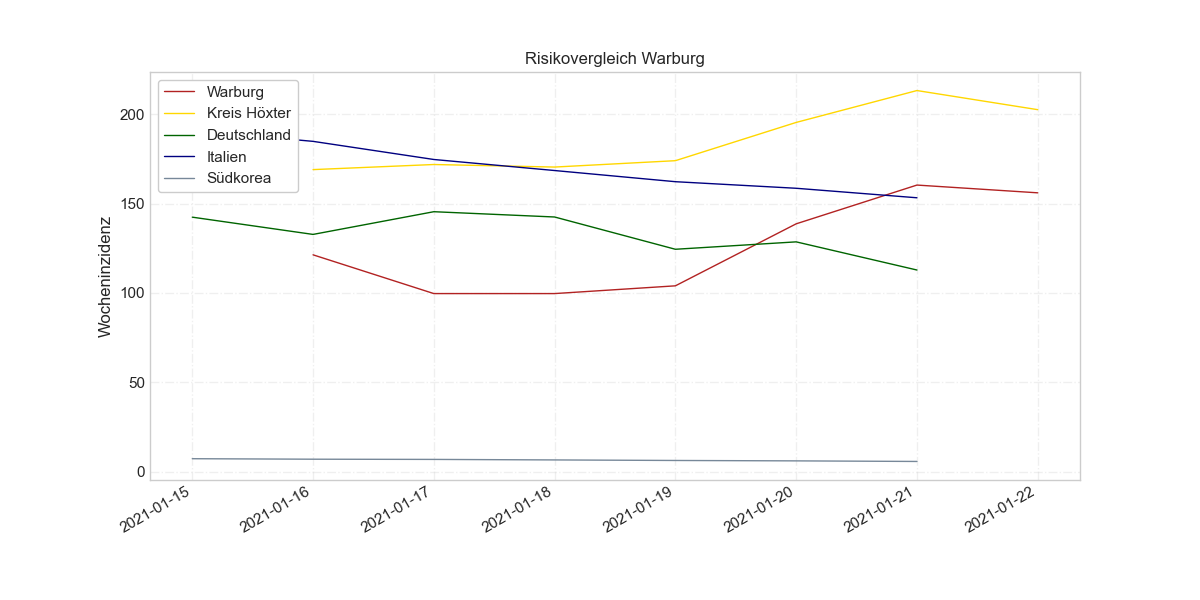 Risikovergleich Warburg
Warburg
Kreis Höxter
Deutschland
Italien
Südkorea
Wocheninzidenz
200
150
100
50
0
2021-01-15
2021-01-16
2021-01-17
2021-01-18
2021-01-19
2021-01-20
2021-01-21
2021-01-22